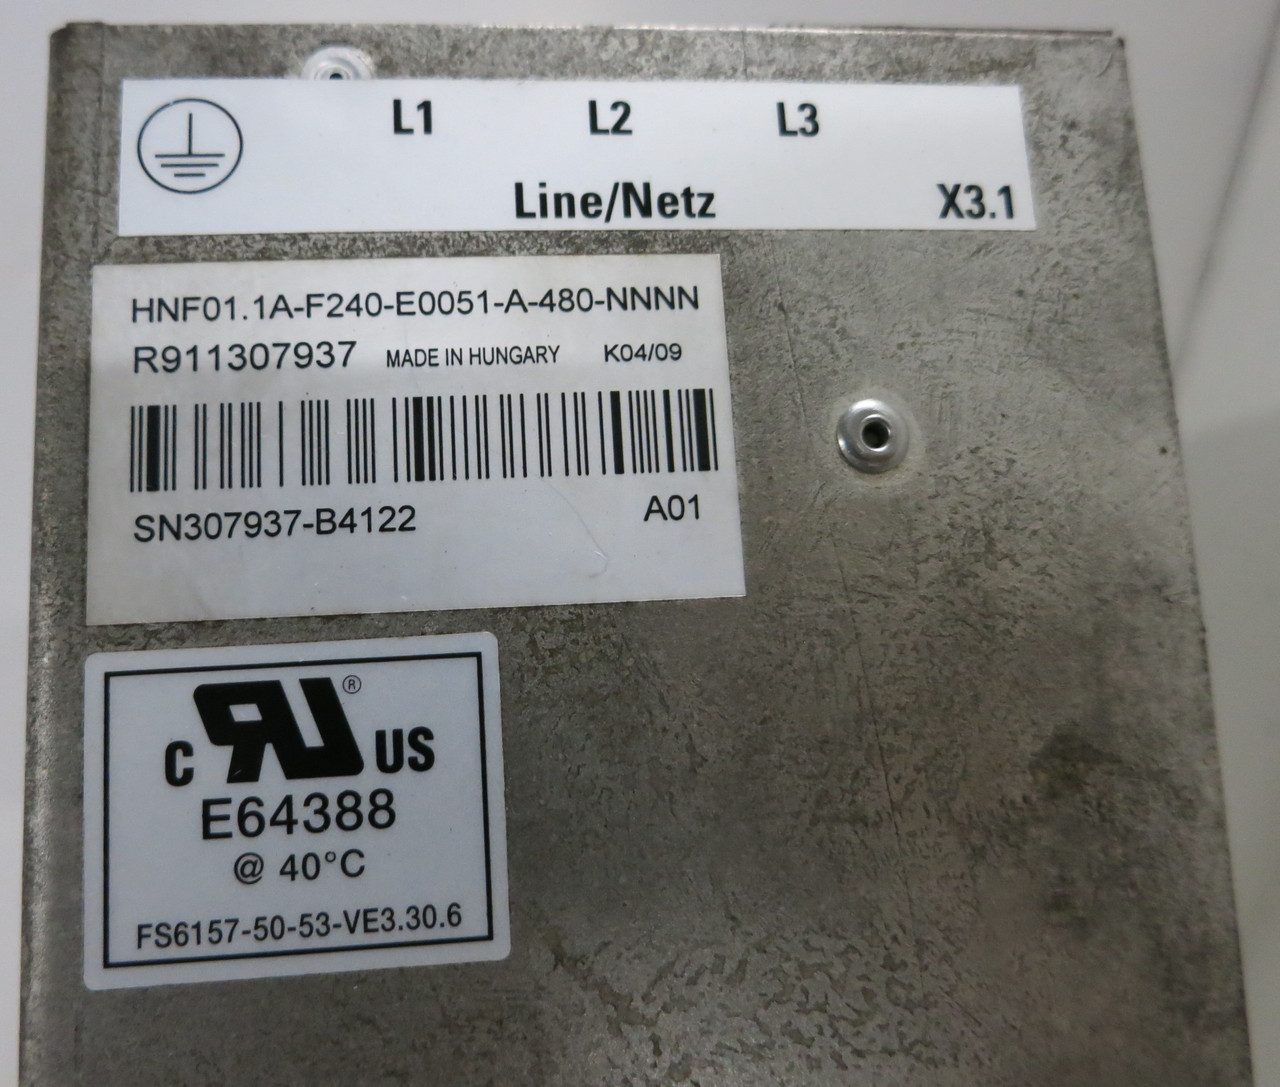 L1 L2 L3
Line/Netz X3.1
HNF01.1A-F240-E0051-A-480-NNNN
R911307937 MADE IN HUNGARY K04/09
SN307937-B4122 A01
C RU ® US
E64388
@ 40°C
FS6157-50-53-VE3.30.6